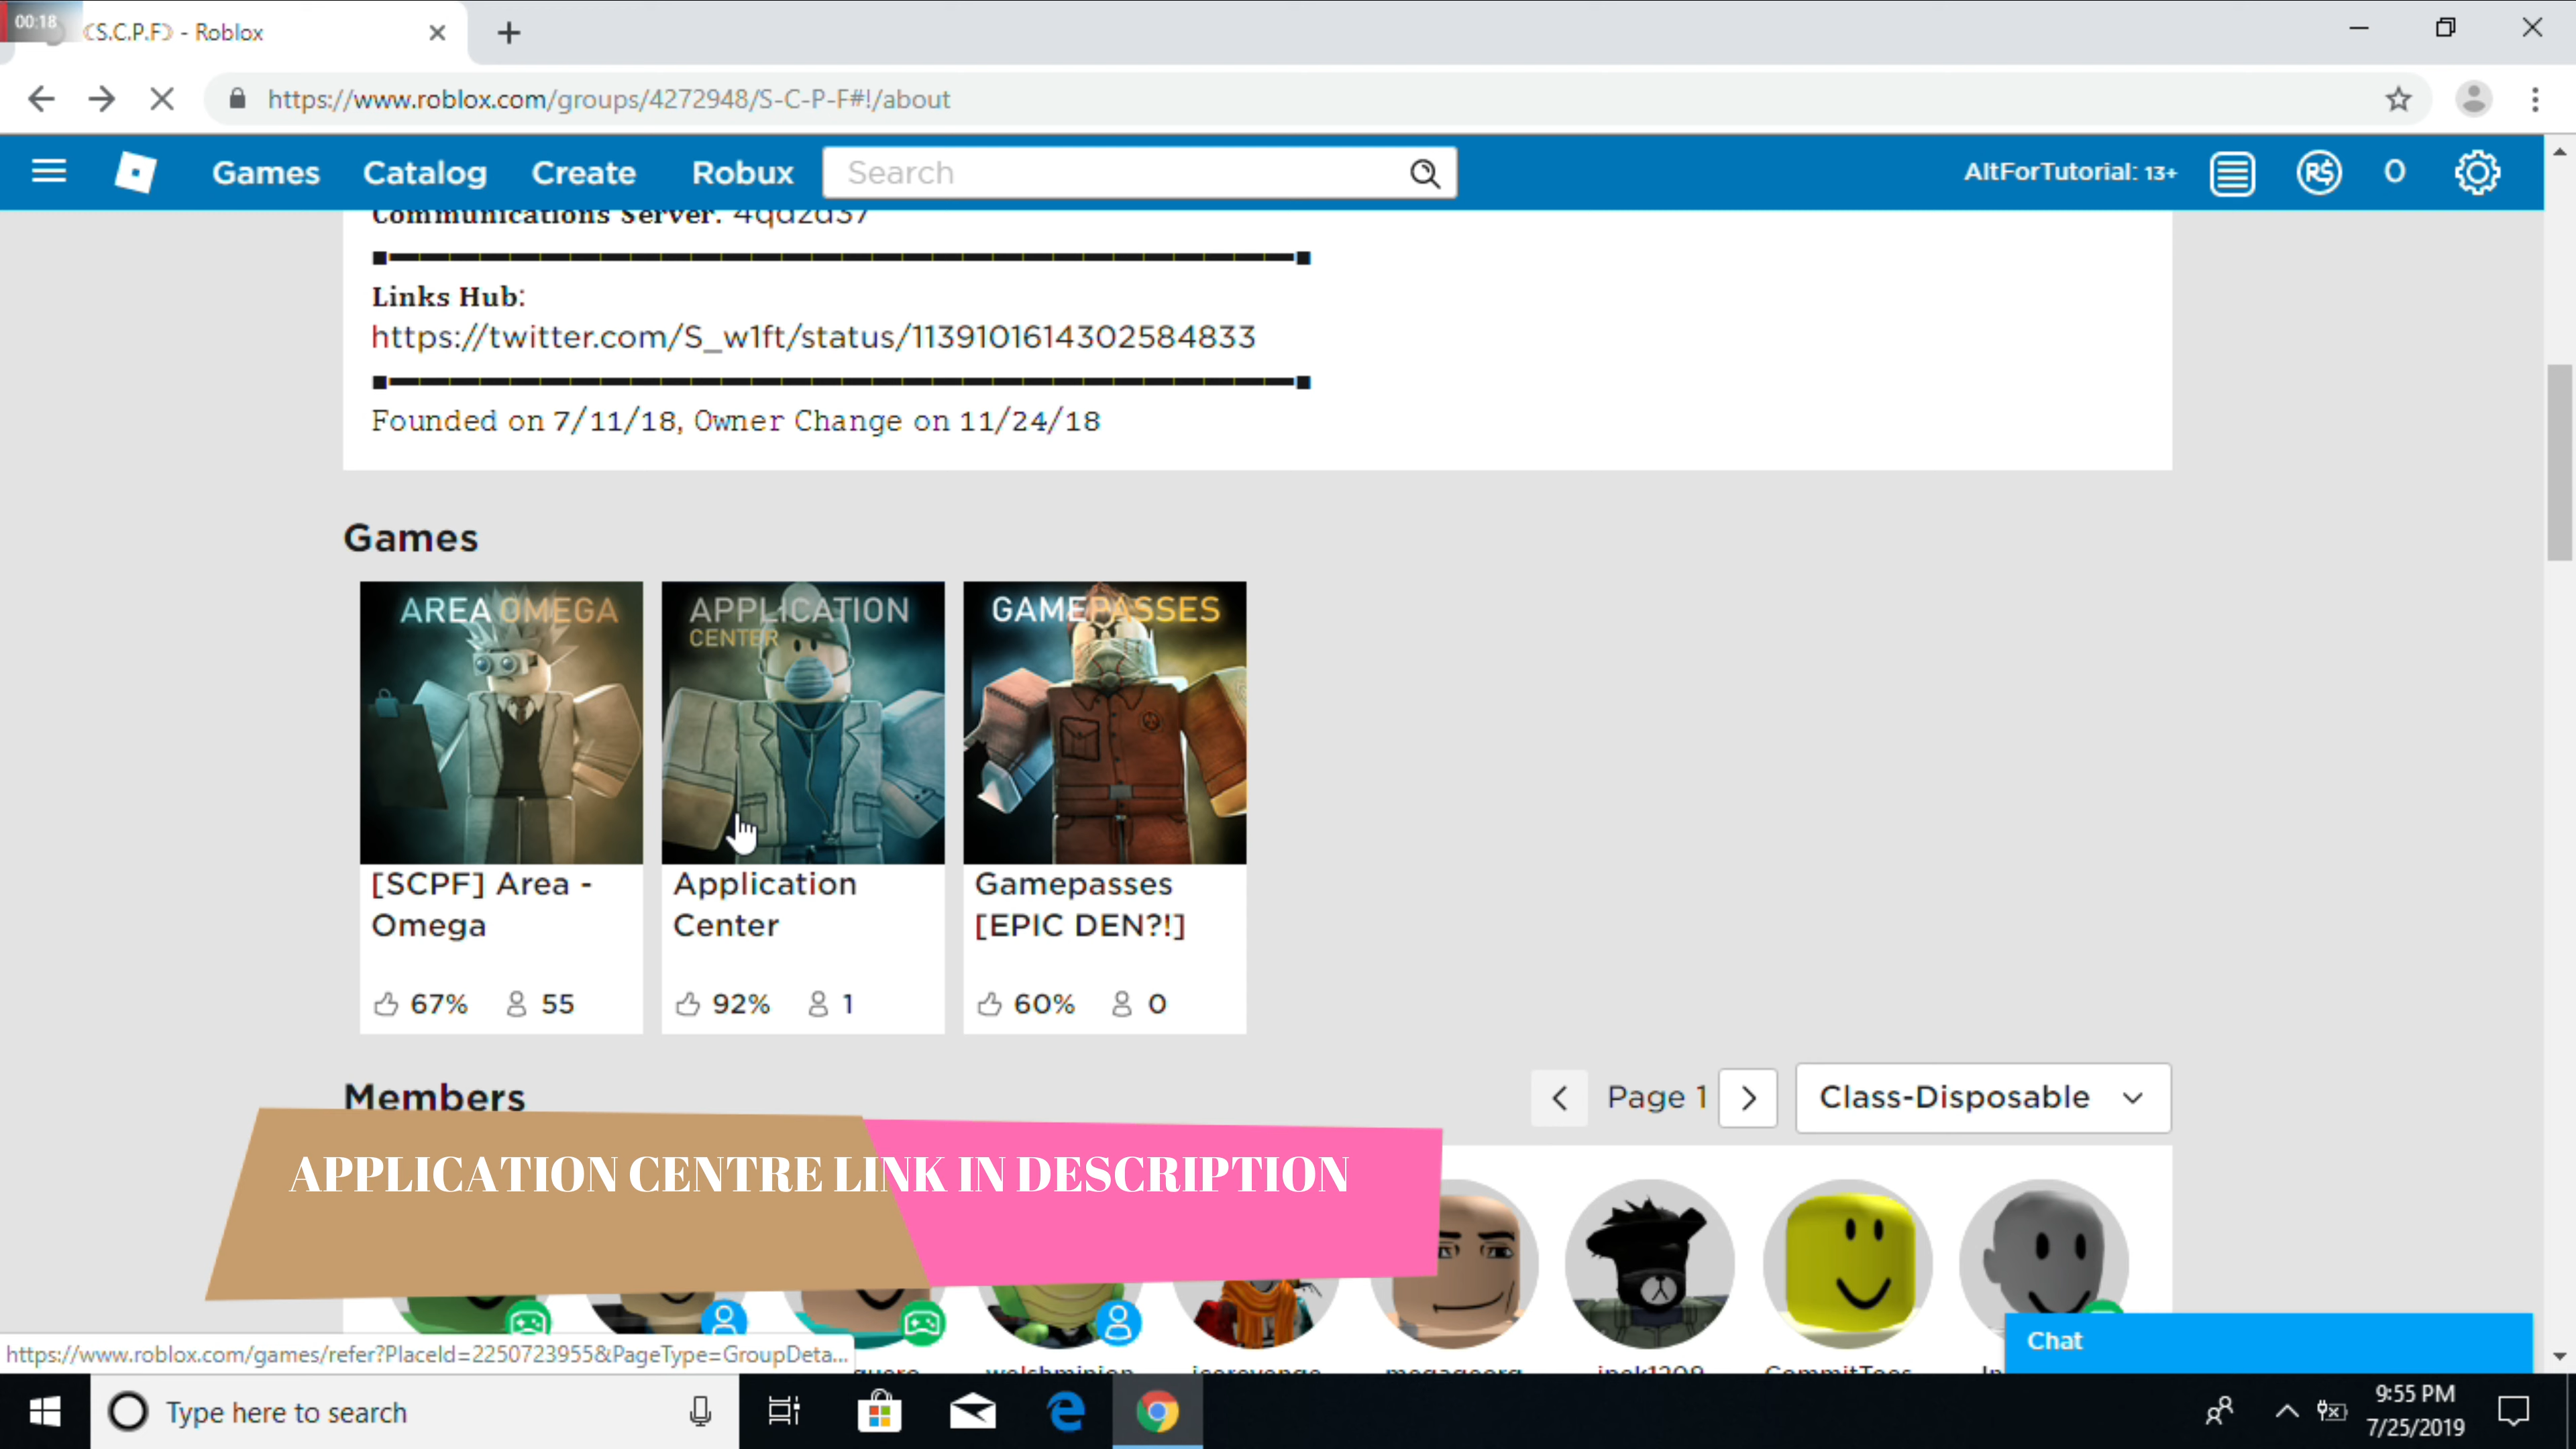 00:18
《S.C.P.F》 - Roblox
https://www.roblox.com/groups/4272948/S-C-P-F#!/about
Games Catalog Create Robux Search AltForTutorial: 13+ R$ 0
Communications Server: 4qdzd37
Links Hub:
https://twitter.com/S_w1ft/status/1139101614302584833
Founded on 7/11/18, Owner Change on 11/24/18
Games
AREA OMEGA
APPLICATION
CENTER
GAMEPASSES
[SCPF] Area -
Omega
67% 55
Application
Center
92% 1
Gamepasses
[EPIC DEN?!]
60% 0
Members
Page 1
Class-Disposable
APPLICATION CENTRE LINK IN DESCRIPTION
welshminion
Chat
https://www.roblox.com/games/refer?PlaceId=2250723955&PageType=GroupDeta...
Type here to search
9:55 PM
7/25/2019